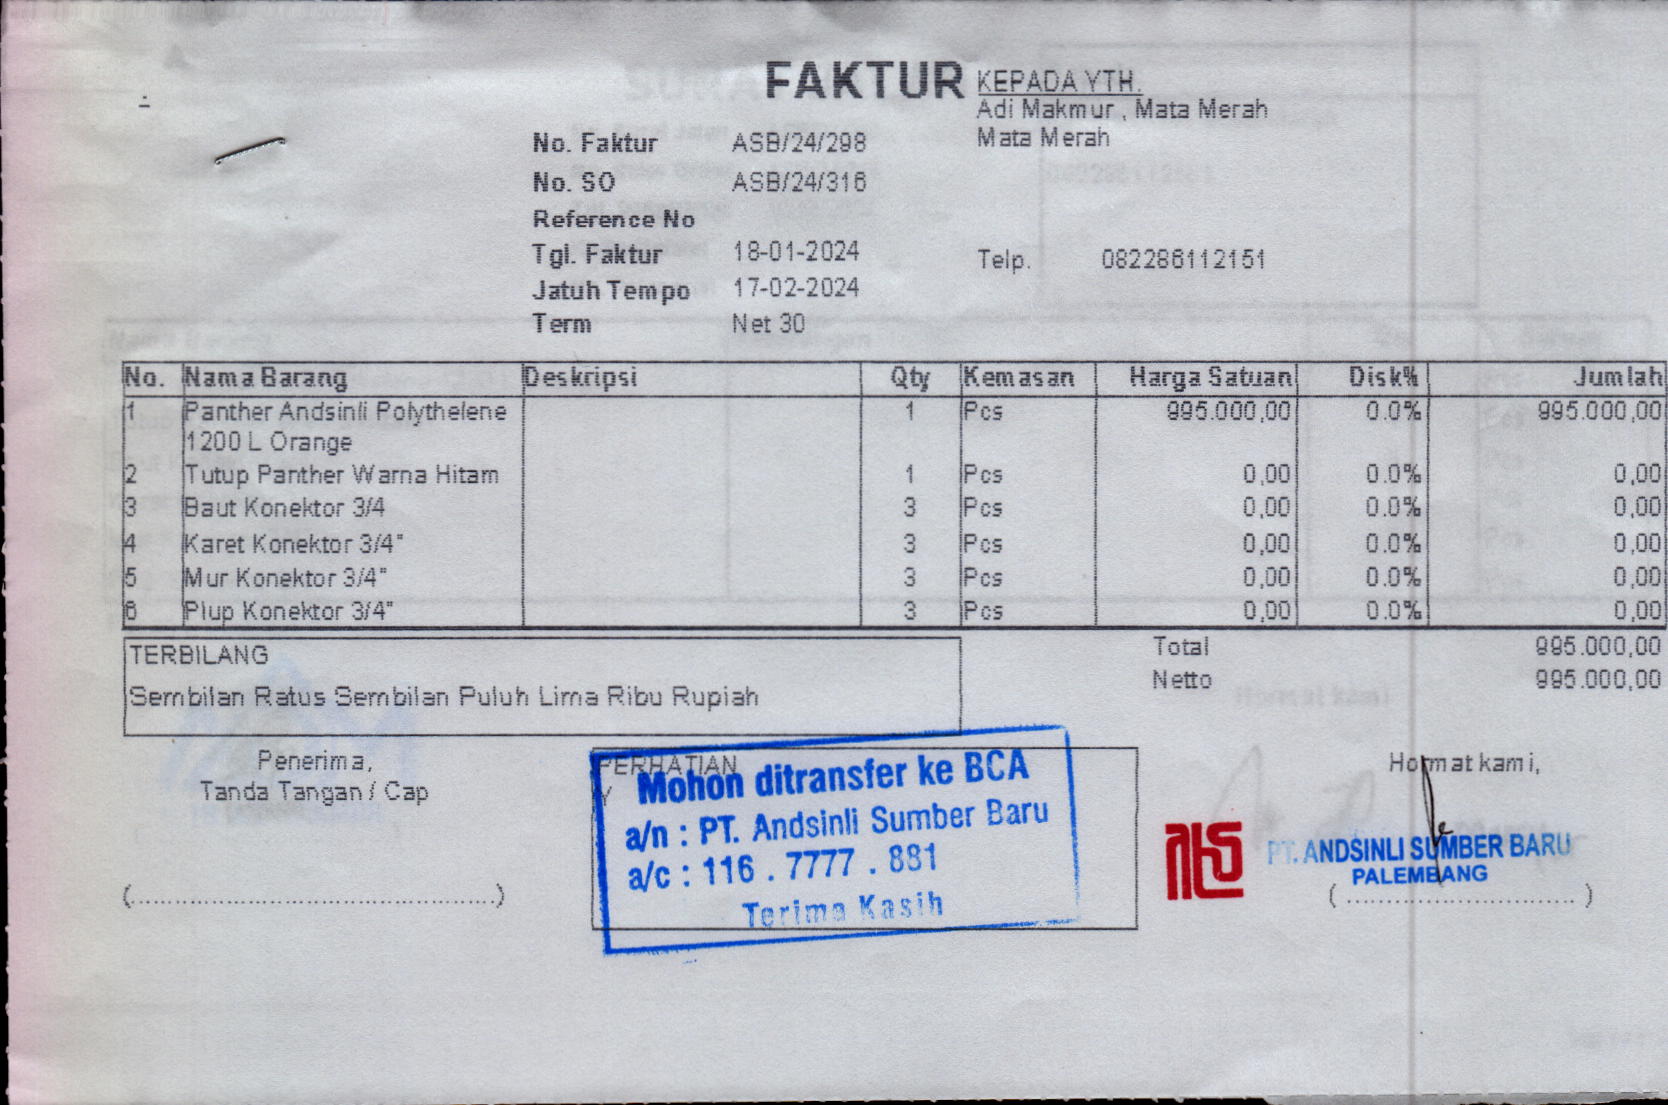 FAKTUR
KEPADA YTH.
Adi Makmur , Mata Merah
Mata Merah
No. Faktur ASB/24/298
No. SO ASB/24/316
Reference No
Tgl. Faktur 18-01-2024
Telp. 082286112151
Jatuh Tempo 17-02-2024
Term Net 30
No. Nama Barang Deskripsi Qty Kemasan Harga Satuan Disk% Jumlah
1 Panther Andsinli Polythelene 1 Pcs 995.000,00 0.0% 995.000,00
1200 L Orange
2 Tutup Panther Warna Hitam 1 Pcs 0,00 0.0% 0,00
3 Baut Konektor 3/4 3 Pcs 0,00 0.0% 0,00
4 Karet Konektor 3/4" 3 Pcs 0,00 0.0% 0,00
5 Mur Konektor 3/4" 3 Pcs 0,00 0.0% 0,00
6 Plup Konektor 3/4" 3 Pcs 0,00 0.0% 0,00
Total 995.000,00
Netto 995.000,00
TERBILANG
Sembilan Ratus Sembilan Puluh Lima Ribu Rupiah
Penerima,
Tanda Tangan / Cap
(..........................................)
PERHATIAN
Y
Mohon ditransfer ke BCA
a/n : PT. Andsinli Sumber Baru
a/c : 116 . 7777 . 881
Terima Kasih
Hormat kami,
PT. ANDSINLI SUMBER BARU
PALEMBANG
( ............................ )